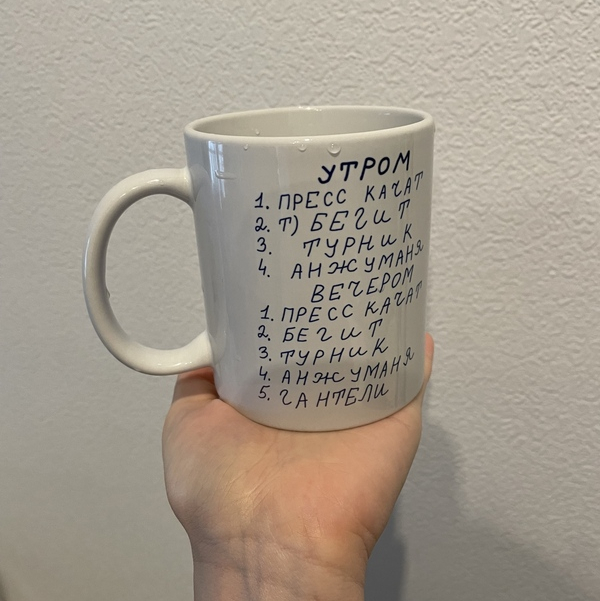 УТРОМ
1. ПРЕСС КАЧАТ
2. Т) БЕГИТ
3. ТУРНИК
4. АНЖУМАНЯ
ВЕЧЕРОМ
1. ПРЕСС КАЧАТ
2. БЕГИТ
3. ТУРНИК
4. АНЖУМАНЯ
5. ГАНТЕЛИ